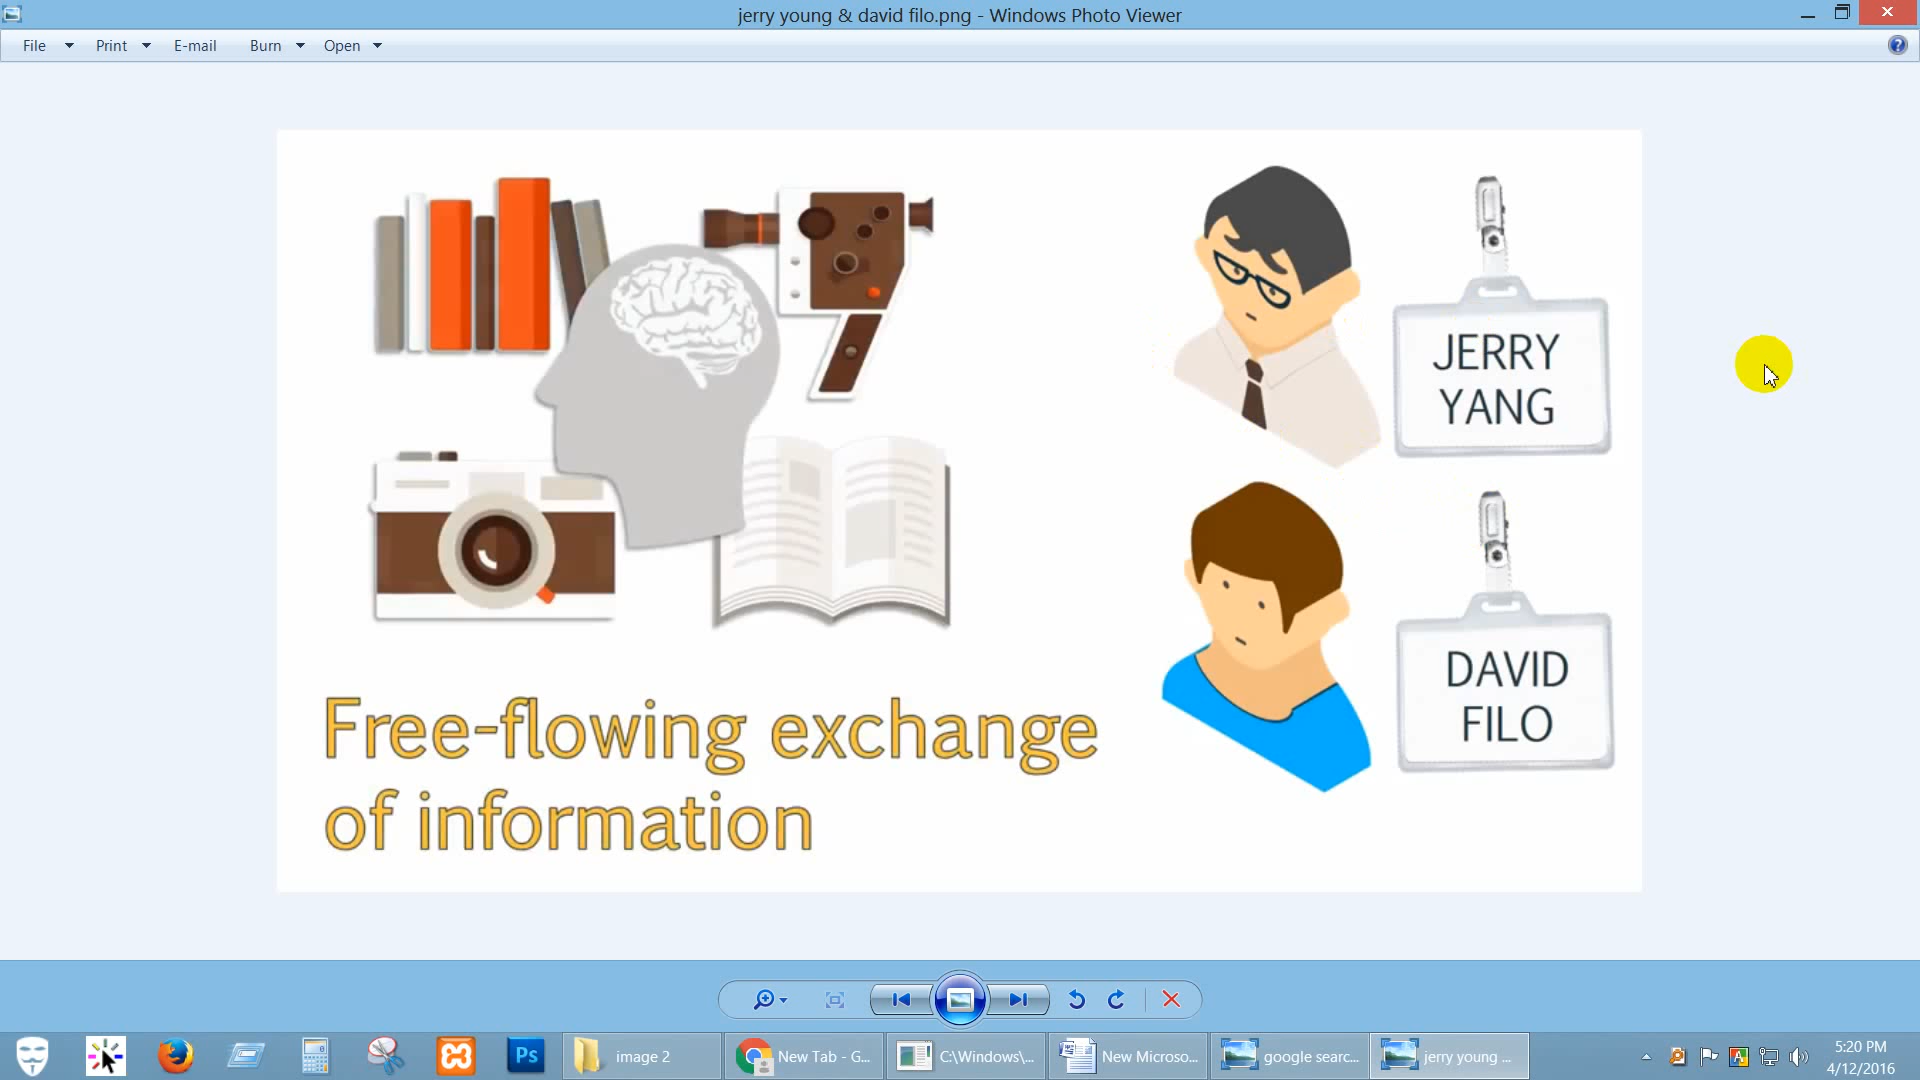 jerry young & david filo.png - Windows Photo Viewer
File Print E-mail Burn Open
JERRY
YANG
DAVID
FILO
Free-flowing exchange
of information
Ps
image 2
New Tab - G...
C:\Windows\...
New Microso...
google searc...
jerry young ...
5:20 PM
4/12/2016